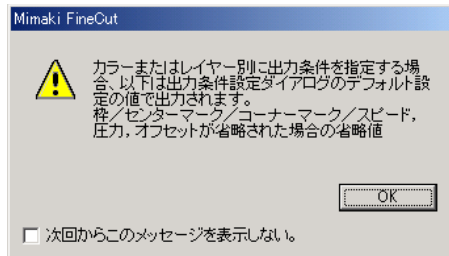 Mimaki FineCut
カラーまたはレイヤー別に出力条件を指定する場
合、以下は出力条件設定ダイアログのデフォルト設
定の値で出力されます。
枠／センターマーク／コーナーマーク／スピード，
圧力，オフセットが省略された場合の省略値
OK
次回からこのメッセージを表示しない。